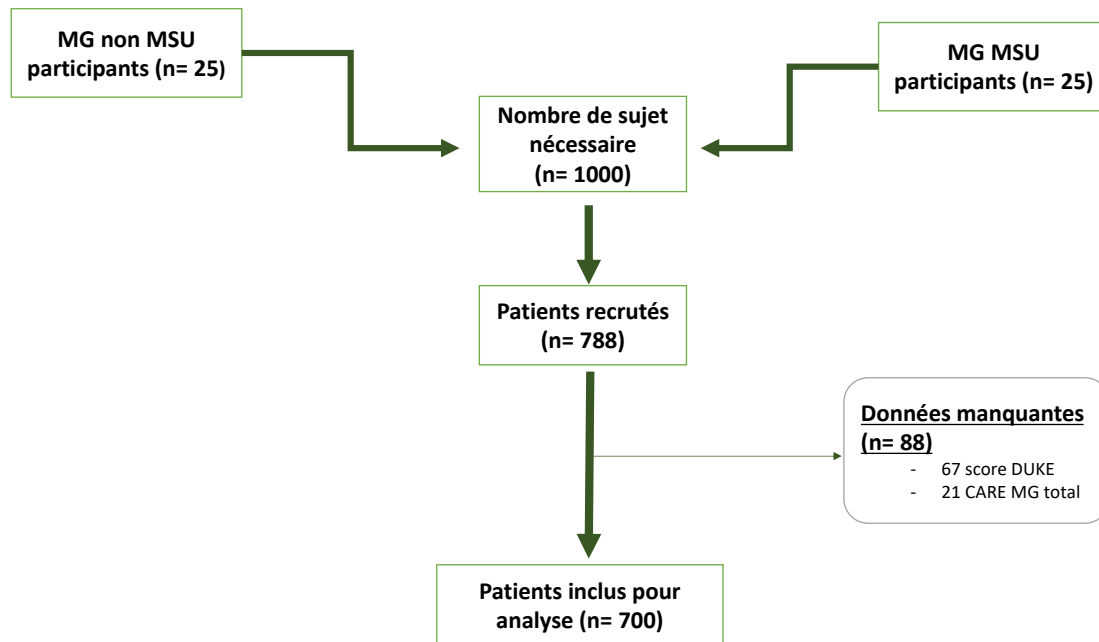 MG non MSU
participants (n= 25)
MG MSU
participants (n= 25)
Nombre de sujet
nécessaire
(n= 1000)
Patients recrutés
(n= 788)
Données manquantes
(n= 88)
- 67 score DUKE
- 21 CARE MG total
Patients inclus pour
analyse (n= 700)